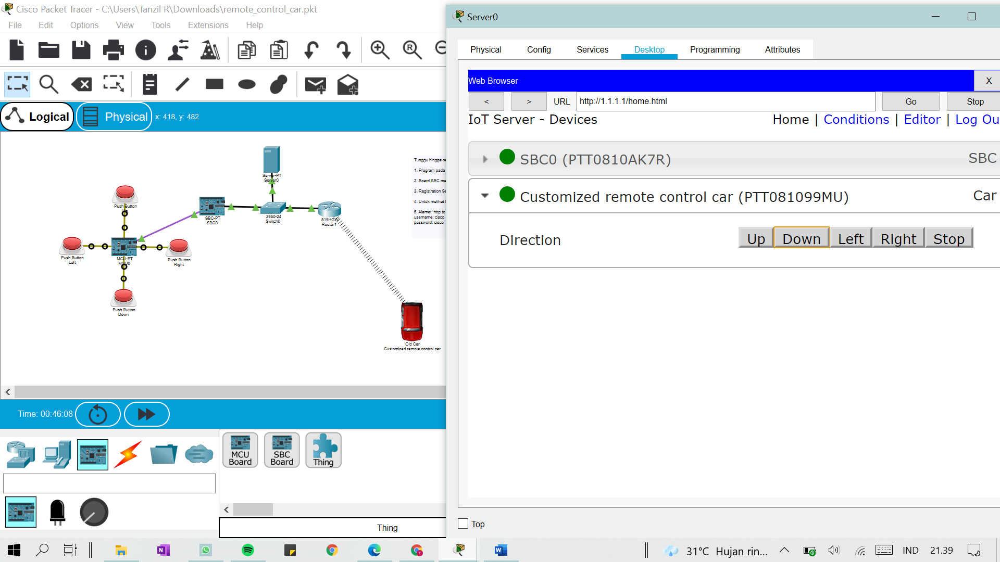 Cisco Packet Tracer - C:\Users\Tanzil R\Downloads\remote_control_car.pkt
File Edit Options View Tools Extensions Help
Logical
Physical
x: 418, y: 482
Server-PT
Server0
Push Button
SBC-PT
SBC0
2950-24
Switch0
819HGW
Router1
Push Button
Left
MCU-PT
MCU0
Push Button
Right
Push Button
Down
Old Car
Customized remote control car
Tunggu hingga se
1. Program pada
2. Board SBC me
3. Registration Se
4. Untuk melihat
5. Alamat :http to
username: cisco
password: cisco
Time: 00:46:08
MCU
Board
SBC
Board
Thing
Thing
Server0
Physical Config Services Desktop Programming Attributes
Web Browser
X
< > URL http://1.1.1.1/home.html Go Stop
IoT Server - Devices
Home | Conditions | Editor | Log Ou
SBC0 (PTT0810AK7R)
SBC
Customized remote control car (PTT081099MU)
Car
Direction
Up Down Left Right Stop
Top
31°C Hujan rin...
IND
21.39